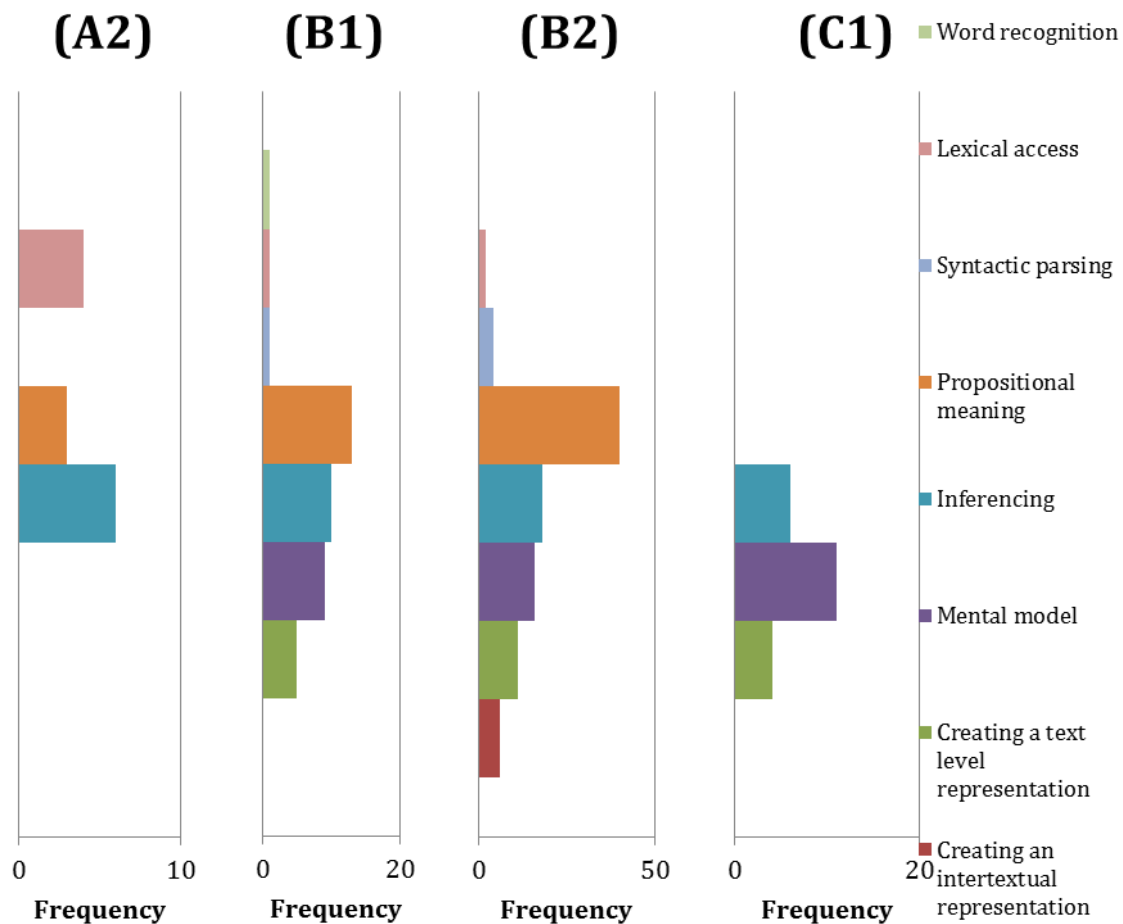 (A2)
(B1)
(B2)
(C1)
Word recognition
Lexical access
Syntactic parsing
Propositional
meaning
Inferencing
Mental model
Creating a text
level
representation
Creating an
intertextual
representation
0
10
0
20
0
50
0
20
Frequency
Frequency
Frequency
Frequency